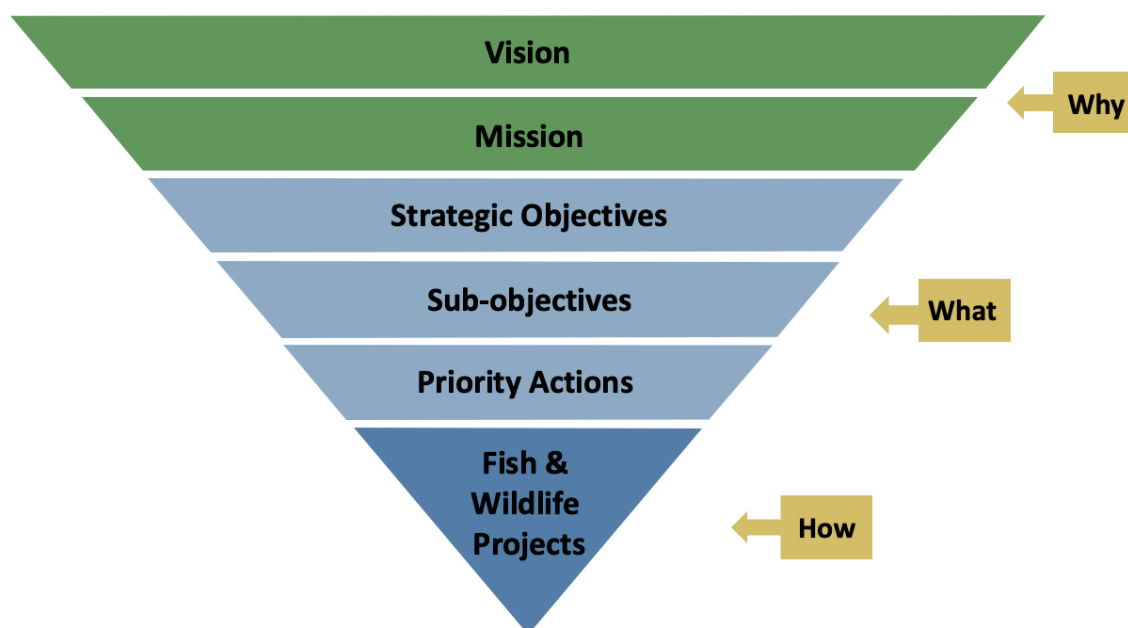 Vision
Why
Mission
Strategic Objectives
Sub-objectives
What
Priority Actions
Fish &
Wildlife
Projects
How